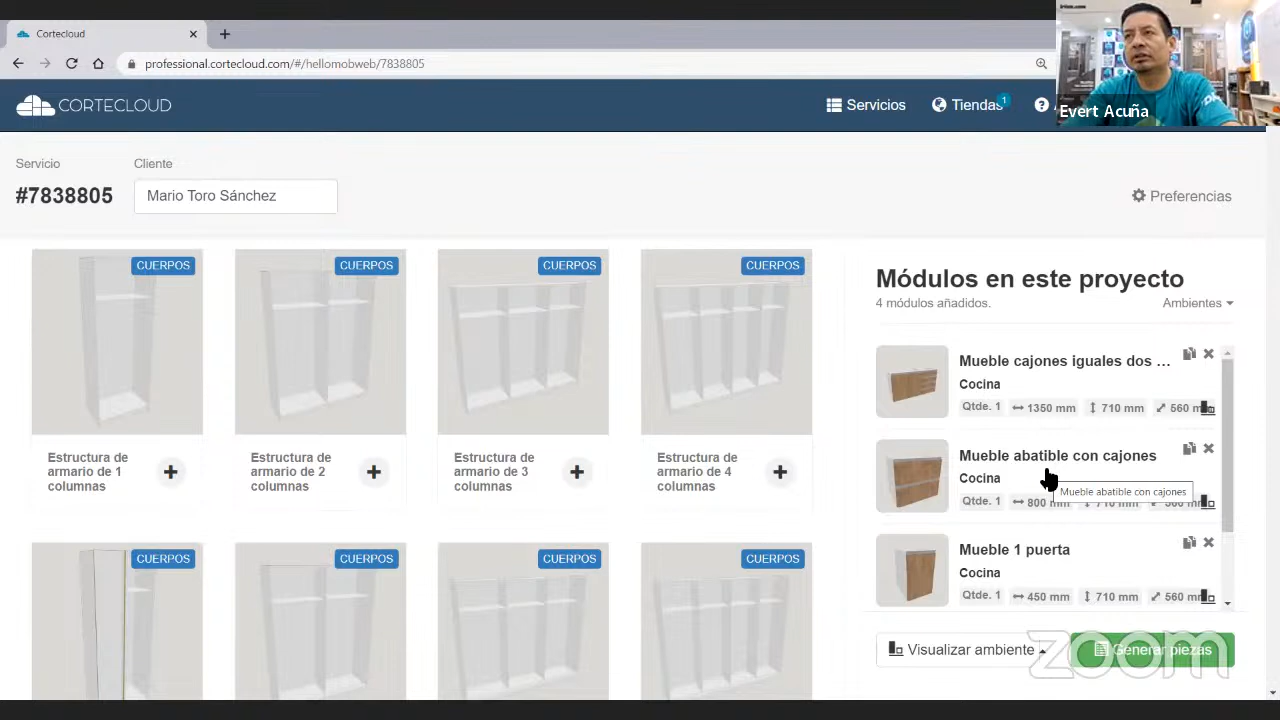 Cortecloud
professional.cortecloud.com/#/hellomobweb/7838805
Evert Acuña
CORTECLOUD
Servicios
Tiendas
1
Servicio
Cliente
#7838805
Mario Toro Sánchez
Preferencias
CUERPOS
CUERPOS
CUERPOS
CUERPOS
Estructura de
armario de 1
columnas
Estructura de
armario de 2
columnas
Estructura de
armario de 3
columnas
Estructura de
armario de 4
columnas
CUERPOS
CUERPOS
CUERPOS
CUERPOS
Módulos en este proyecto
4 módulos añadidos.
Ambientes
Mueble cajones iguales dos ...
Cocina
Qtde. 1 1350 mm 710 mm 560 mm
Mueble abatible con cajones
Cocina
Mueble abatible con cajones
Qtde. 1 800 mm 710 mm 560 mm
Mueble 1 puerta
Cocina
Qtde. 1 450 mm 710 mm 560 mm
Visualizar ambiente
Generar piezas
zoom